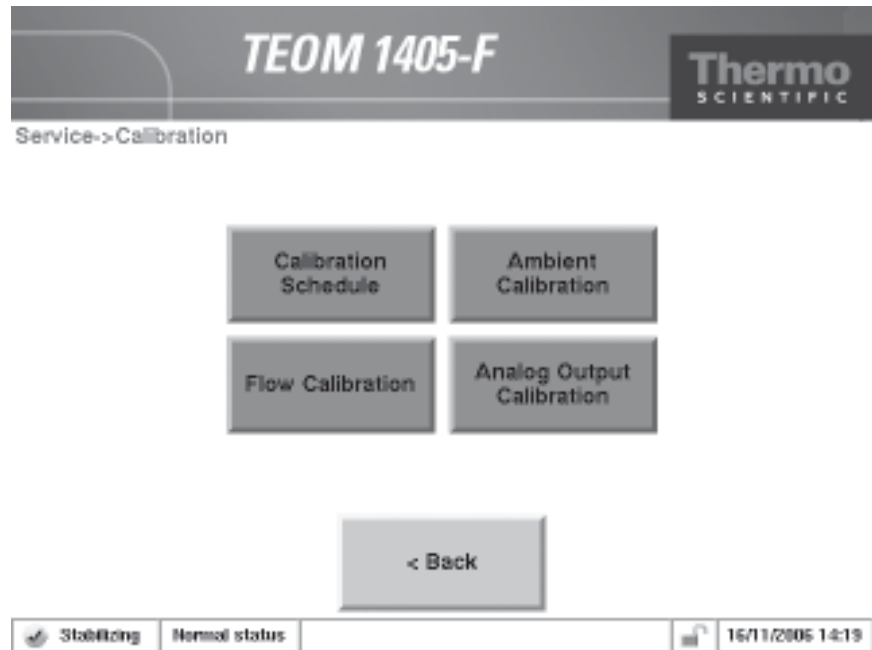 TEOM 1405-F
Thermo
SCIENTIFIC
Service->Calibration
Calibration
Schedule
Ambient
Calibration
Flow Calibration
Analog Output
Calibration
< Back
Stabilizing
Normal status
16/11/2006 14:19